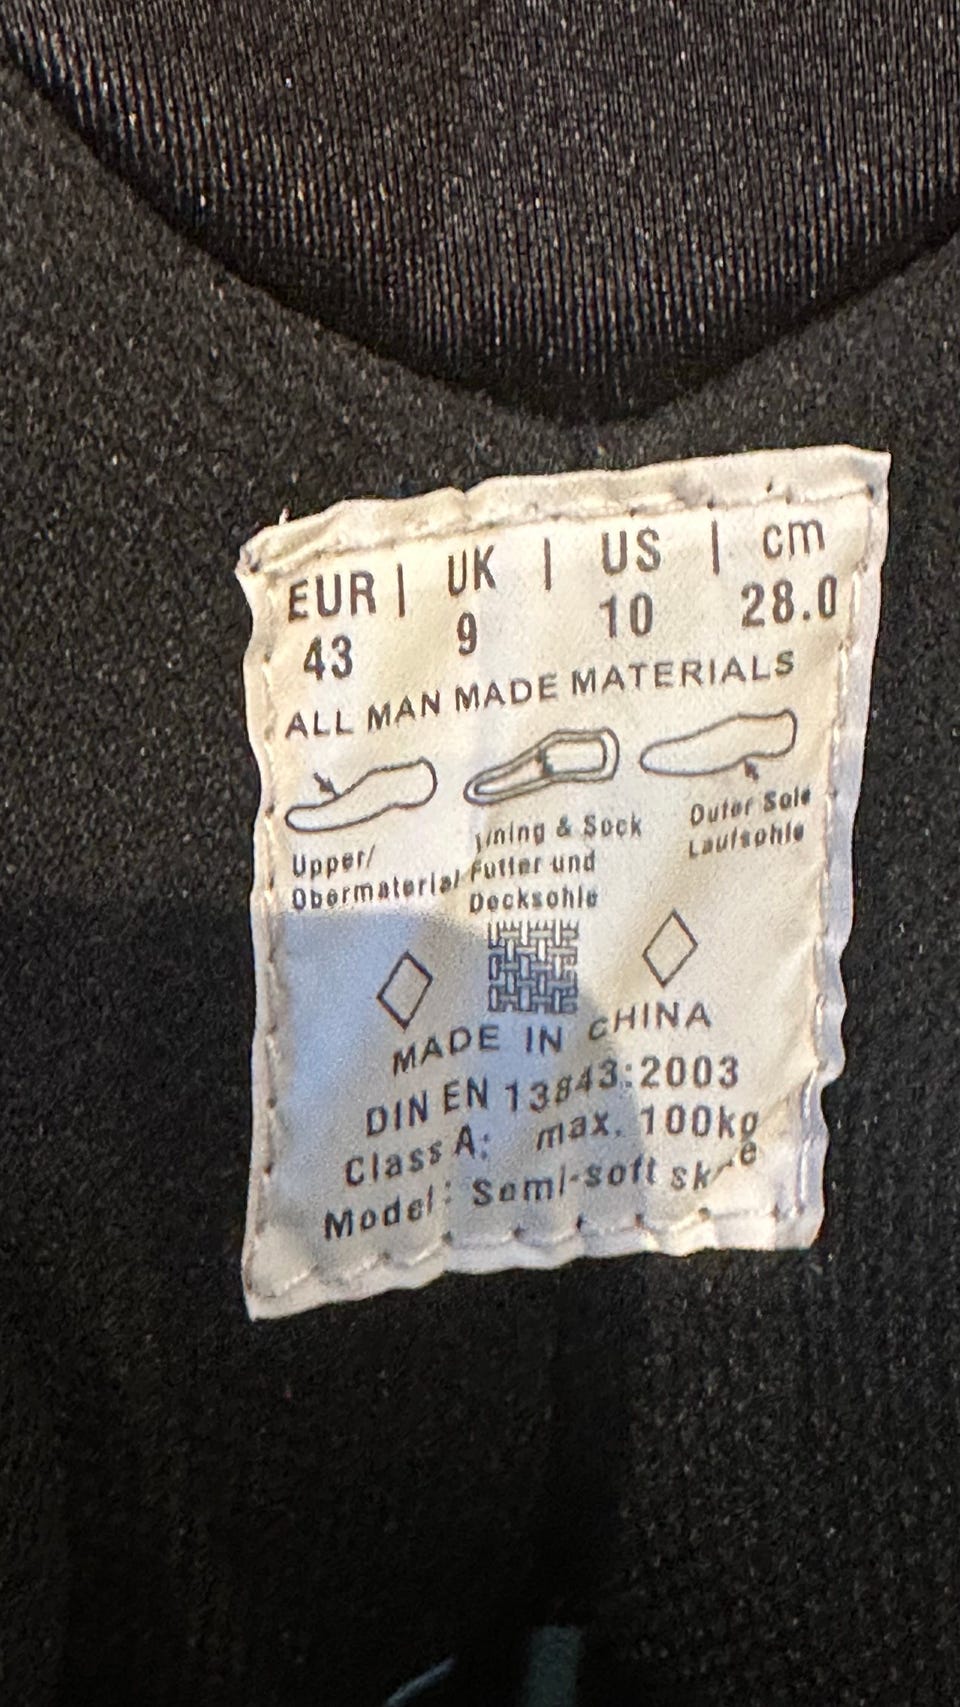 EUR | UK | US | cm
43 9 10 28.0
ALL MAN MADE MATERIALS
Upper/
Obermaterial
Lining & Sock
Futter und
Decksohle
Outer Sole
Laufsohle
MADE IN CHINA
DIN EN 13843:2003
Class A: max. 100kg
Model: Semi-soft